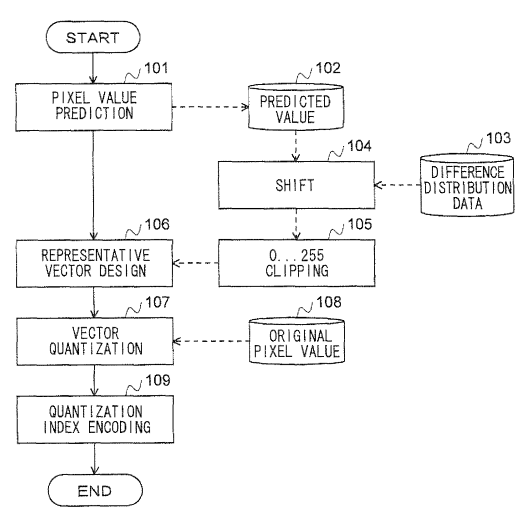 START
101
PIXEL VALUE
PREDICTION
102
PREDICTED
VALUE
103
DIFFERENCE
DISTRIBUTION
DATA
104
SHIFT
105
0...255
CLIPPING
106
REPRESENTATIVE
VECTOR DESIGN
107
VECTOR
QUANTIZATION
108
ORIGINAL
PIXEL VALUE
109
QUANTIZATION
INDEX ENCODING
END